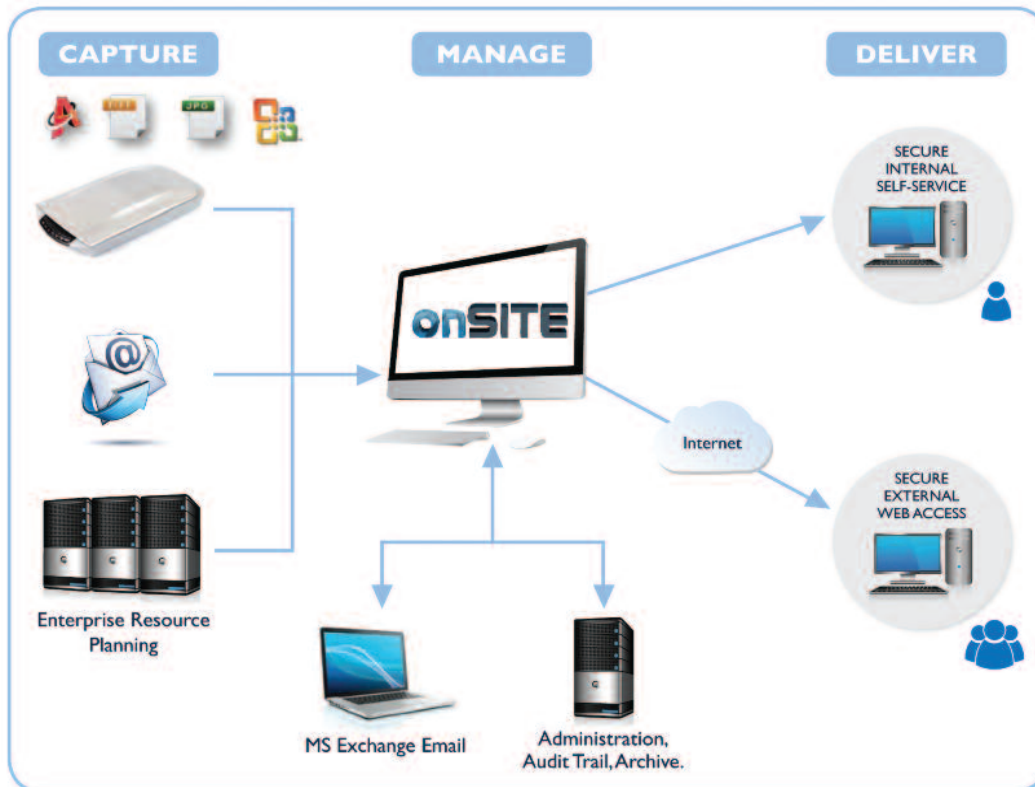 CAPTURE
MANAGE
DELIVER
TIFF
JPG
SECURE
INTERNAL
SELF-SERVICE
onSITE
@
Internet
SECURE
EXTERNAL
WEB ACCESS
Enterprise Resource
Planning
MS Exchange Email
Administration,
Audit Trail, Archive.